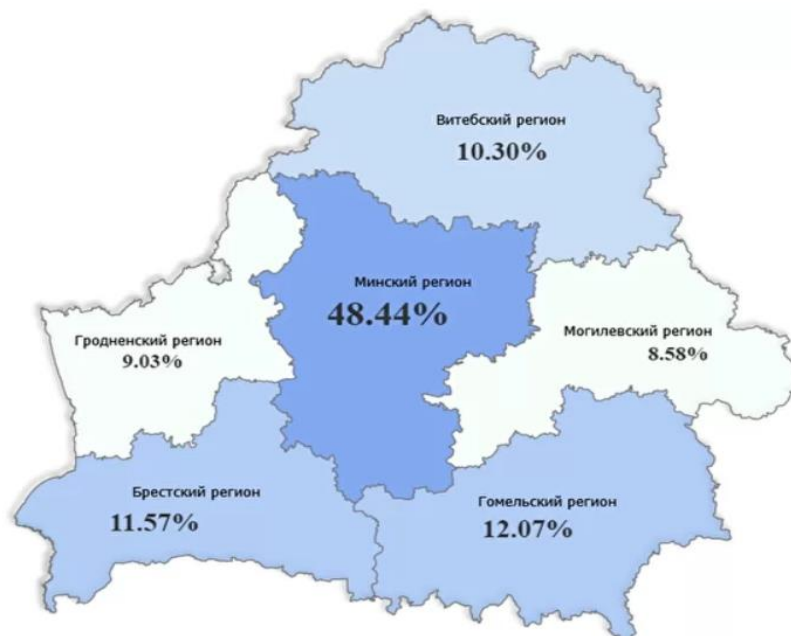 Витебский регион
10.30%
Минский регион
48.44%
Гродненский регион
9.03%
Могилевский регион
8.58%
Брестский регион
11.57%
Гомельский регион
12.07%